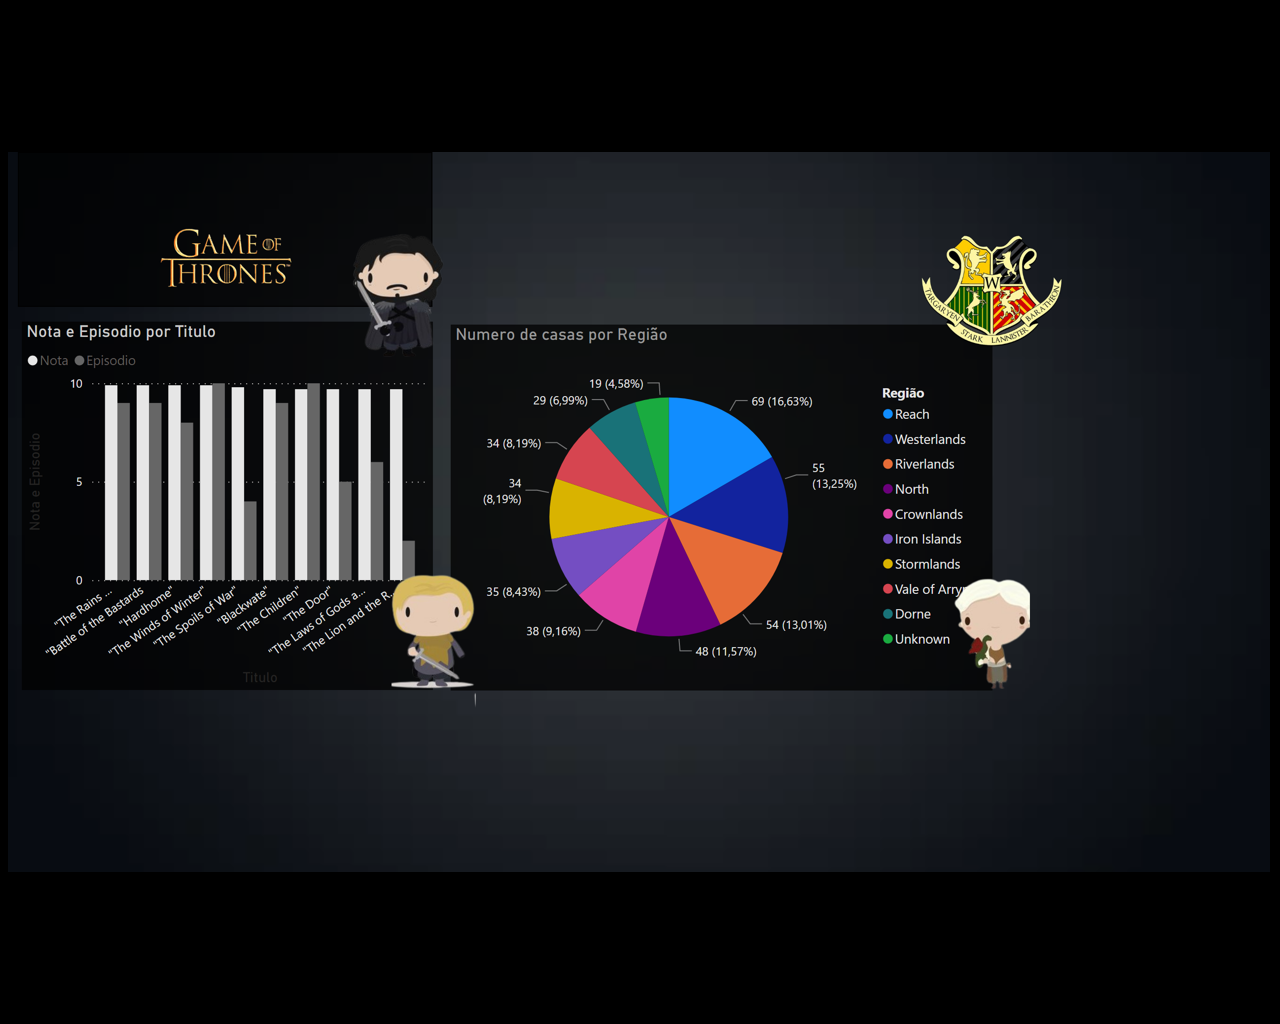 GAME OF
THRONES
TARGARYEN
STARK
LANNISTER
BARATHEON
W
Nota e Episodio por Titulo
Nota
Episodio
Nota e Episodio
10
5
0
"The Rains ...
"Battle of the Bastards
"Hardhome"
"The Winds of Winter"
"The Spoils of War"
"Blackwate"
"The Children"
"The Door"
"The Laws of Gods a...
"The Lion and the R...
Titulo
Numero de casas por Região
19 (4,58%)
29 (6,99%)
34 (8,19%)
34
(8,19%)
35 (8,43%)
38 (9,16%)
69 (16,63%)
55
(13,25%)
54 (13,01%)
48 (11,57%)
Região
Reach
Westerlands
Riverlands
North
Crownlands
Iron Islands
Stormlands
Vale of Arry
Dorne
Unknown